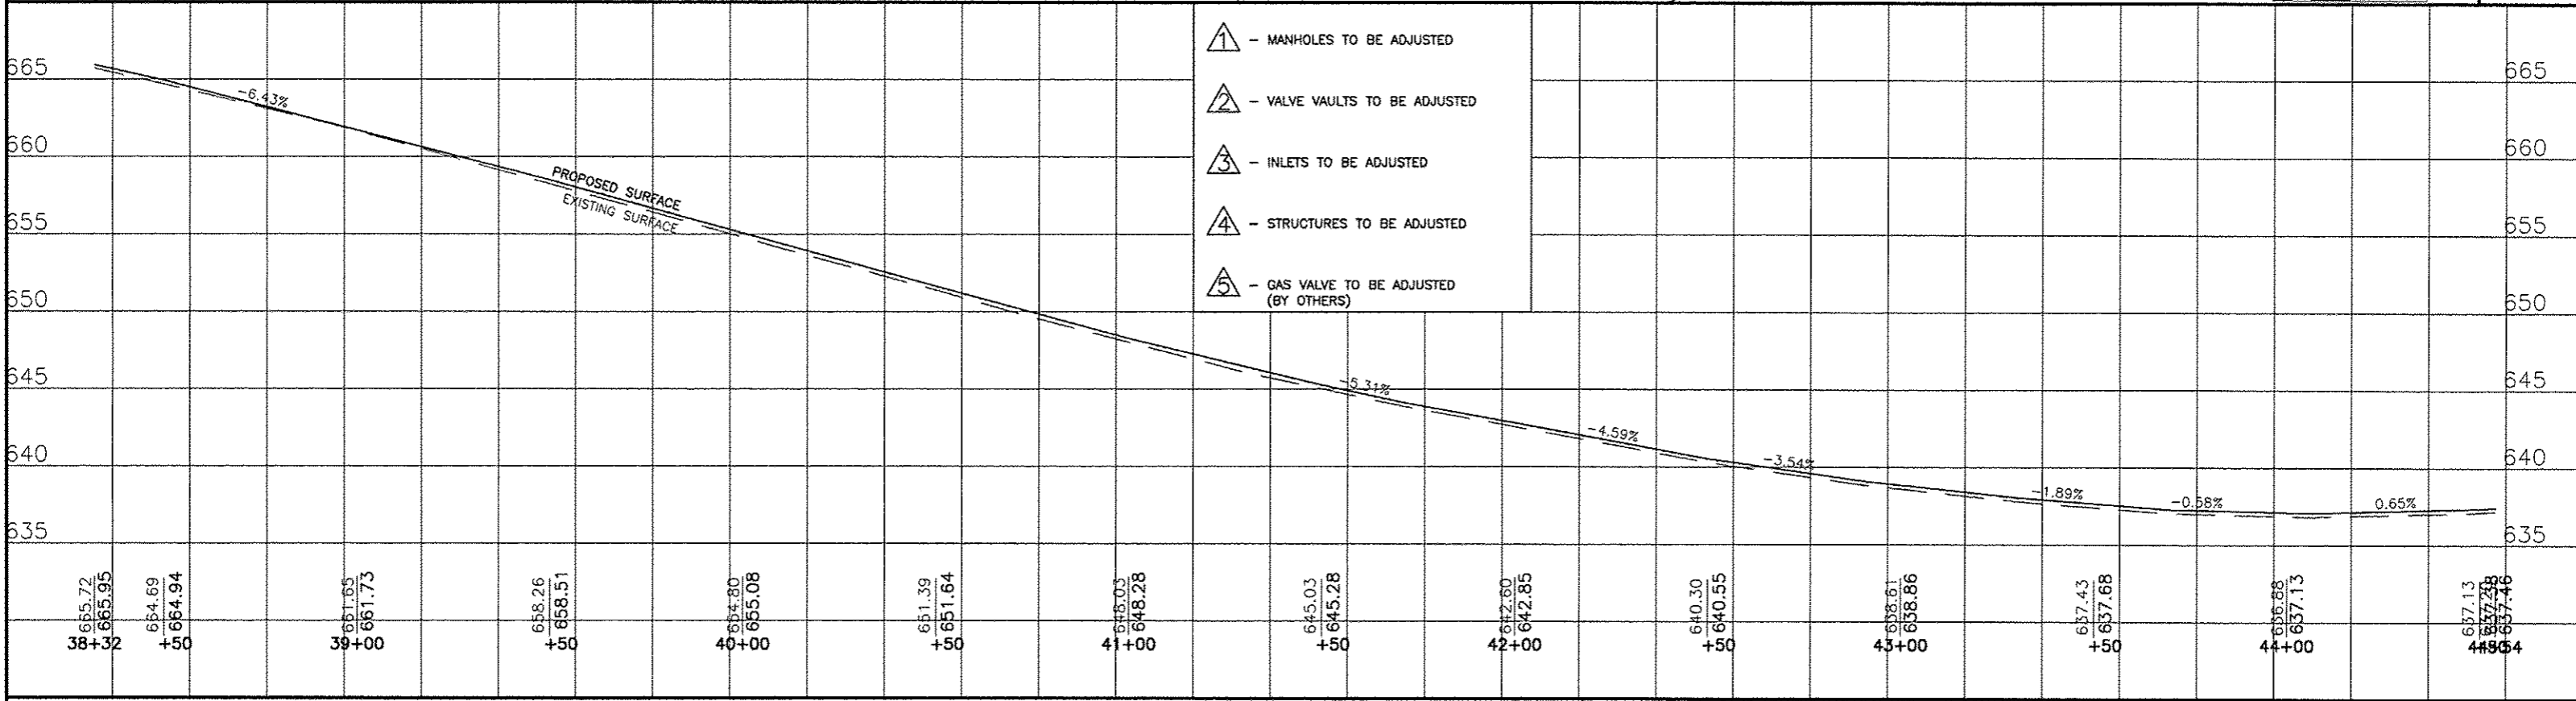 1 - MANHOLES TO BE ADJUSTED
2 - VALVE VAULTS TO BE ADJUSTED
3 - INLETS TO BE ADJUSTED
4 - STRUCTURES TO BE ADJUSTED
5 - GAS VALVE TO BE ADJUSTED
(BY OTHERS)
665 665
660 660
655 655
650 650
645 645
640 640
635 635
-6.43%
PROPOSED SURFACE
EXISTING SURFACE
-5.31%
-4.59%
-3.54%
-1.89%
-0.58%
0.65%
665.72 664.69 661.65 658.26 654.80 651.39 648.03 645.03 642.60 640.30 638.61 637.43 636.88 637.13
665.95 664.94 661.73 658.51 655.08 651.64 648.28 645.28 642.85 640.55 638.86 637.68 637.13 637.46
38+32 +50 39+00 +50 40+00 +50 41+00 +50 42+00 +50 43+00 +50 44+00